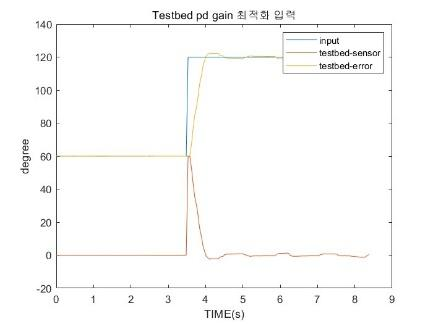 Testbed pd gain 최적화 입력
140
120
100
80
60
40
20
0
-20
degree
input
testbed-sensor
testbed-error
0 1 2 3 4 5 6 7 8 9
TIME(s)